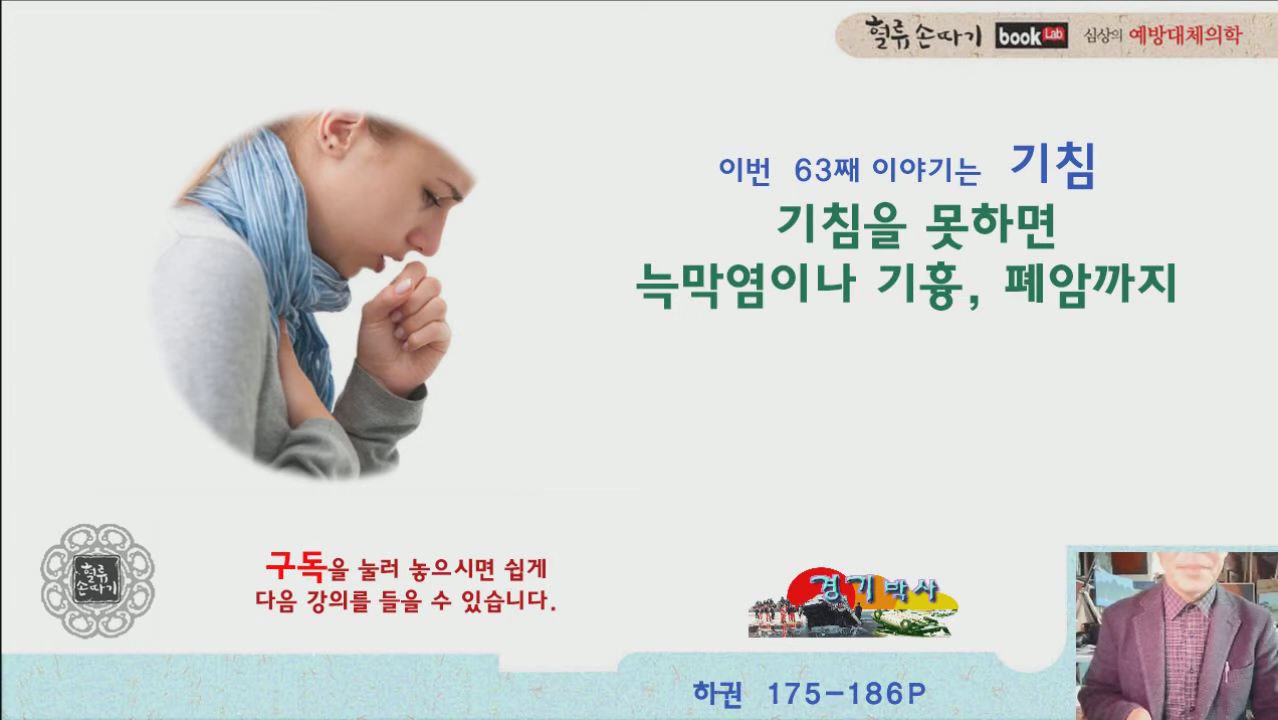 혈류 손따기 book Lab 심상의 예방대체의학
이번 63째 이야기는 기침
기침을 못하면
늑막염이나 기흉, 폐암까지
혈류
손따기
구독을 눌러 놓으시면 쉽게
다음 강의를 들을 수 있습니다.
경기박사
하권 175-186P